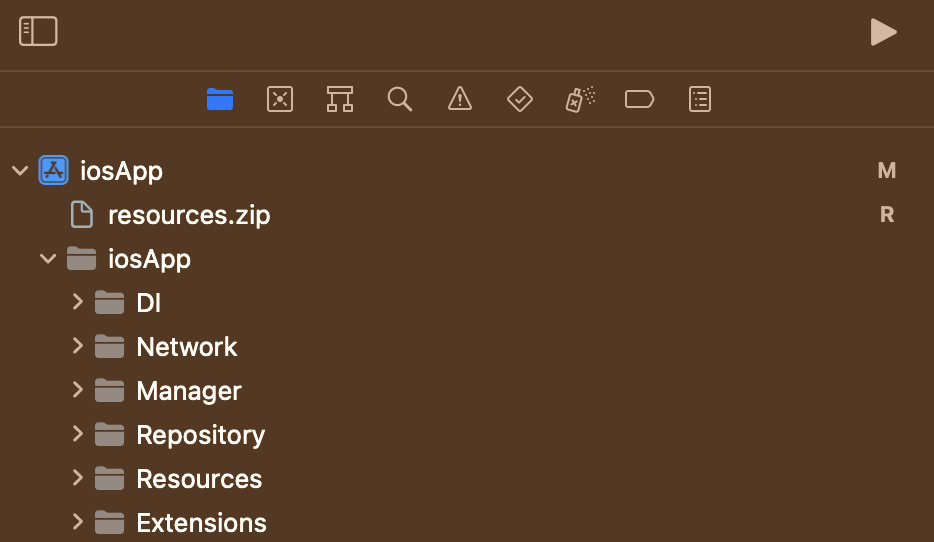 iosApp M
resources.zip R
iosApp
DI
Network
Manager
Repository
Resources
Extensions